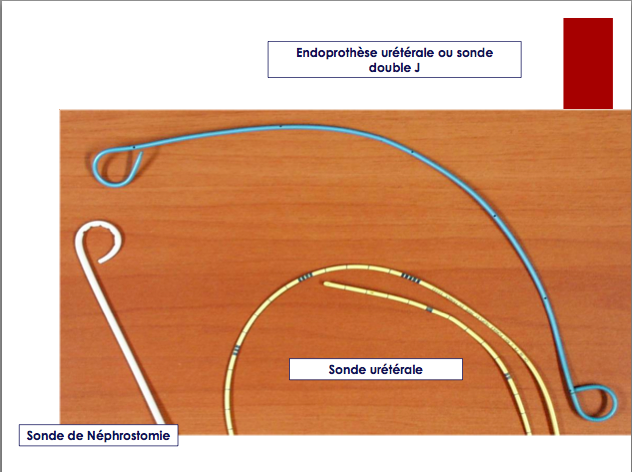 Endoprothèse urétérale ou sonde
double J
Sonde urétérale
Sonde de Néphrostomie